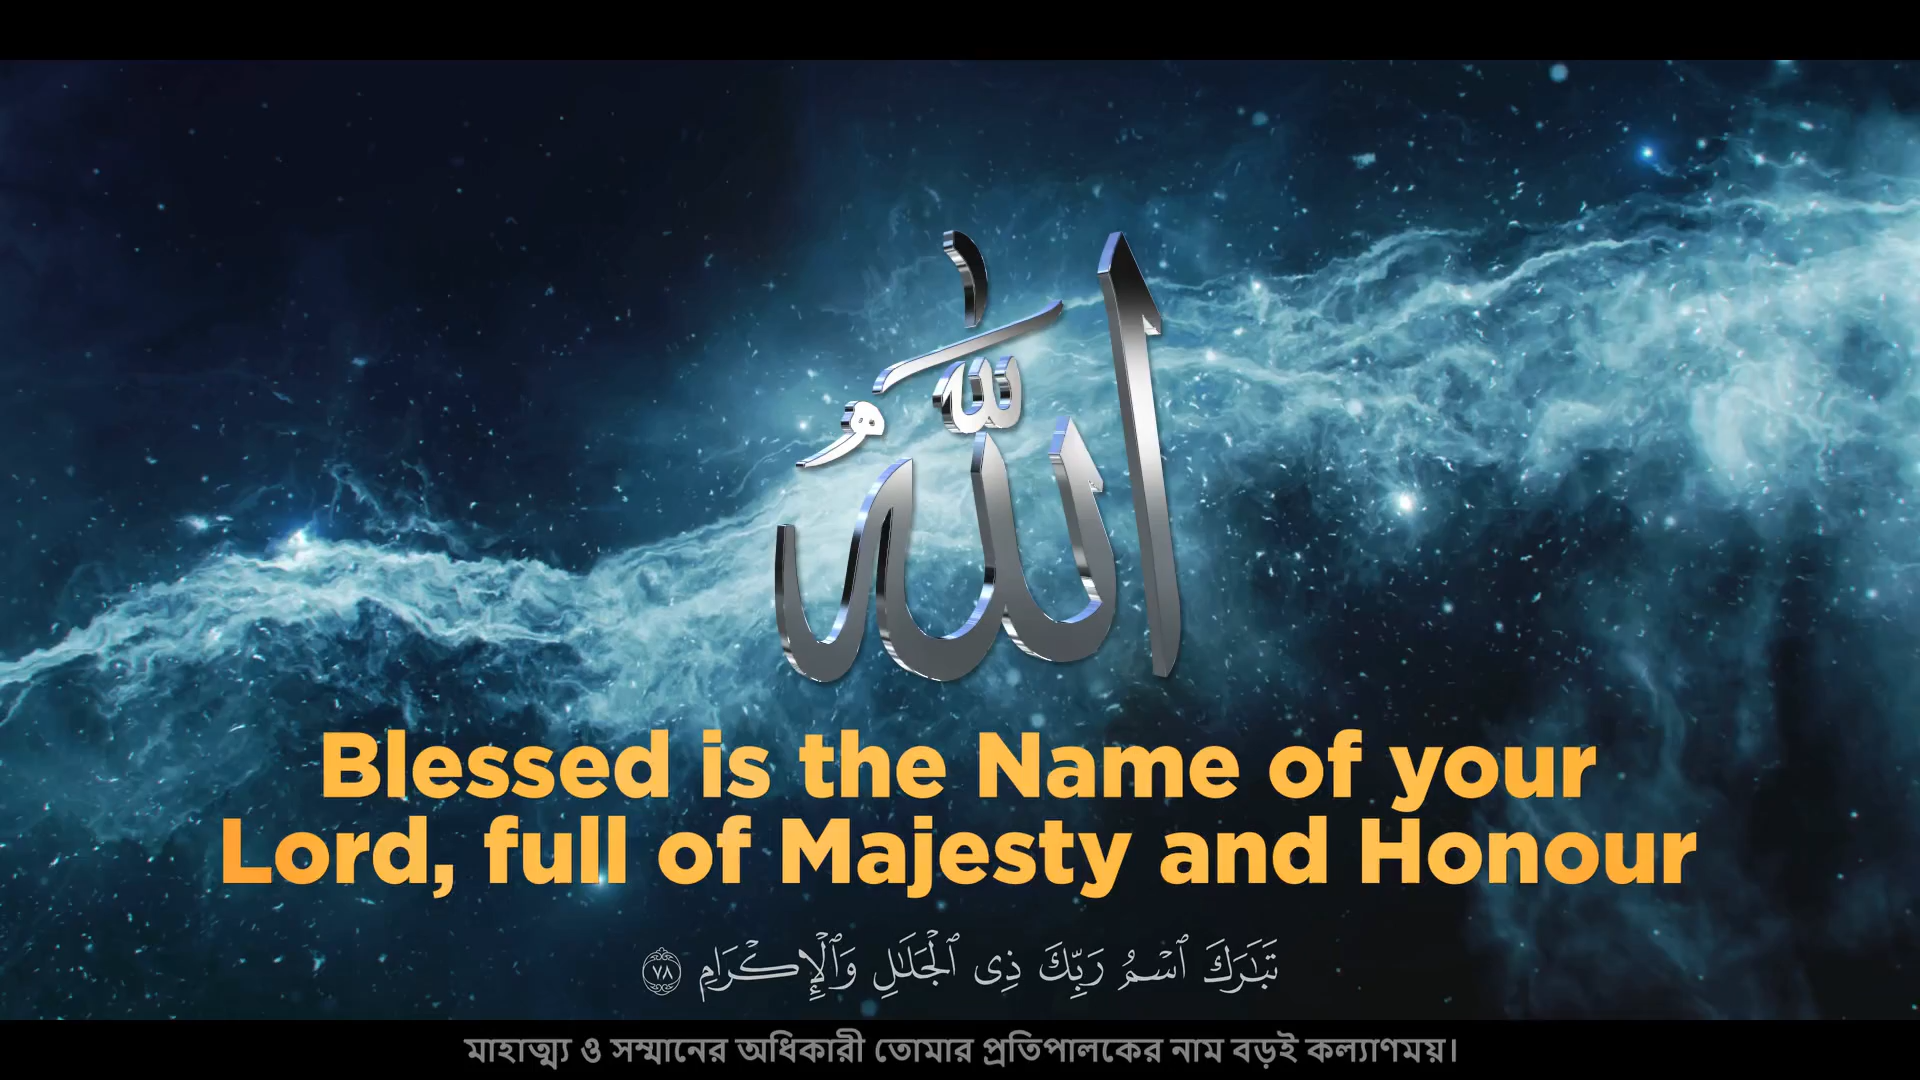 اللّٰهُ
Blessed is the Name of your
Lord, full of Majesty and Honour
تَبَـٰرَكَ ٱسْمُ رَبِّكَ ذِى ٱلْجَلَـٰلِ وَٱلْإِكْرَامِ ٧٨
মাহাত্ম্য ও সম্মানের অধিকারী তোমার প্রতিপালকের নাম বড়ই কল্যাণময়।